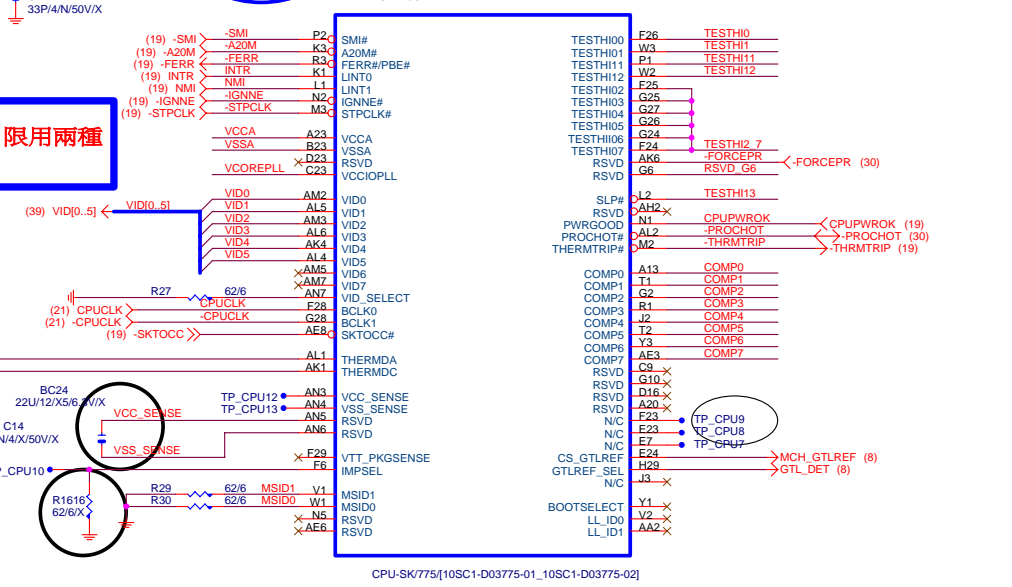 33P/4/N/50V/X
限用兩種
(19) -SMI -SMI P2 SMI#
(19) -A20M -A20M K3 A20M#
(19) -FERR -FERR R3 FERR#/PBE#
(19) INTR INTR K1 LINT0
(19) NMI NMI L1 LINT1
(19) -IGNNE -IGNNE N2 IGNNE#
(19) -STPCLK -STPCLK M3 STPCLK#
VCCA A23 VCCA
VSSA B23 VSSA
D23 RSVD
VCOREPLL C23 VCCIOPLL
VID0 AM2 VID0
(39) VID[0..5] VID[0..5] VID1 AL5 VID1
VID2 AM3 VID2
VID3 AL6 VID3
VID4 AK4 VID4
VID5 AL4 VID5
AM5 VID6
AM7 VID7
R27 62/6 AN7 VID_SELECT
(21) CPUCLK CPUCLK F28 BCLK0
(21) -CPUCLK -CPUCLK G28 BCLK1
(19) -SKTOCC AE8 SKTOCC#
AL1 THERMDA
AK1 THERMDC
BC24
22U/12/X5/6.3V/X
TP_CPU12 AN3 VCC_SENSE
TP_CPU13 AN4 VSS_SENSE
VCC_SENSE AN5 RSVD
C14
N/4/X/50V/X
AN6 RSVD
VSS_SENSE F29 VTT_PKGSENSE
P_CPU10 F6 IMPSEL
R29 62/6 MSID1 V1 MSID1
R30 62/6 MSID0 W1 MSID0
R1616
62/6/X
N5 RSVD
AE6 RSVD
TESTHI00 F26 TESTHI0
TESTHI01 W3 TESTHI1
TESTHI11 P1 TESTHI11
TESTHI12 W2 TESTHI12
TESTHI02 F25
TESTHI03 G25
TESTHI04 G27
TESTHI05 G26
TESTHI06 G24
TESTHI07 F24 TESTHI2_7
RSVD AK6 -FORCEPR -FORCEPR (30)
RSVD G6 RSVD_G6
SLP# L2 TESTHI13
RSVD AH2
PWRGOOD N1 CPUPWROK CPUPWROK (19)
PROCHOT# AL2 -PROCHOT -PROCHOT (30)
THERMTRIP# M2 -THRMTRIP -THRMTRIP (19)
COMP0 A13 COMP0
COMP1 T1 COMP1
COMP2 G2 COMP2
COMP3 R1 COMP3
COMP4 J2 COMP4
COMP5 T2 COMP5
COMP6 Y3 COMP6
COMP7 AE3 COMP7
RSVD C9
RSVD G10
RSVD D16
RSVD A20
N/C F23 TP_CPU9
N/C E23 TP_CPU8
N/C E7 TP_CPU7
CS_GTLREF E24 MCH_GTLREF (8)
GTLREF_SEL H29 GTL_DET (8)
N/C J3
BOOTSELECT Y1
LL_ID0 V2
LL_ID1 AA2
CPU-SK/775/[10SC1-D03775-01_10SC1-D03775-02]